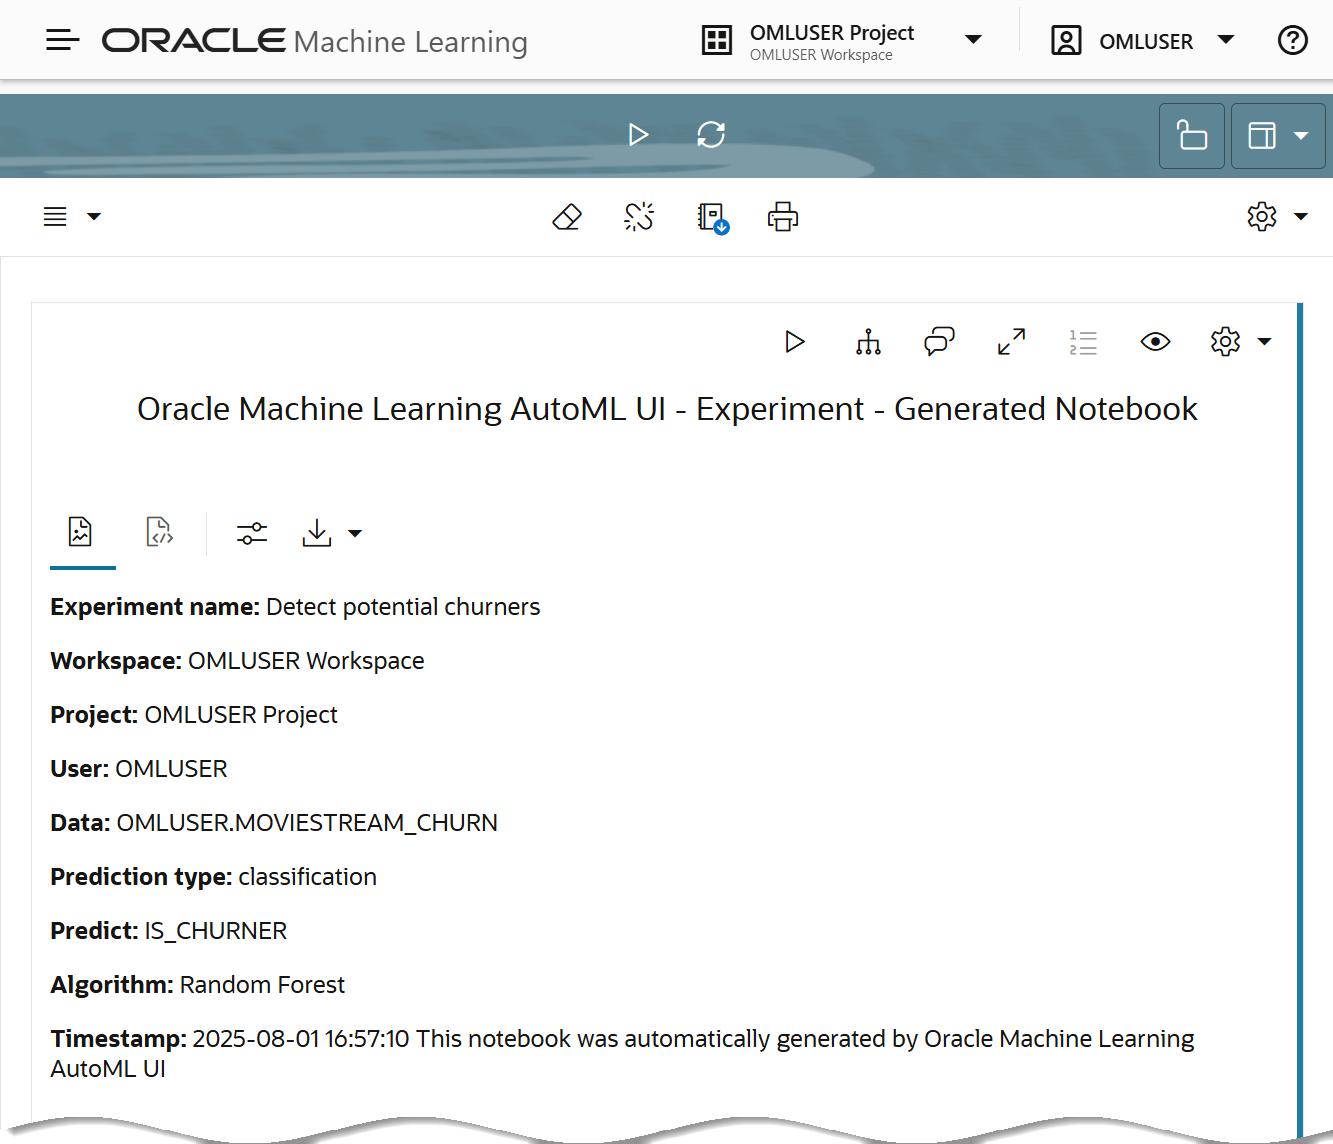 ORACLE Machine Learning
OMLUSER Project
OMLUSER Workspace
OMLUSER
Oracle Machine Learning AutoML UI - Experiment - Generated Notebook
Experiment name: Detect potential churners
Workspace: OMLUSER Workspace
Project: OMLUSER Project
User: OMLUSER
Data: OMLUSER.MOVIESTREAM_CHURN
Prediction type: classification
Predict: IS_CHURNER
Algorithm: Random Forest
Timestamp: 2025-08-01 16:57:10 This notebook was automatically generated by Oracle Machine Learning
AutoML UI